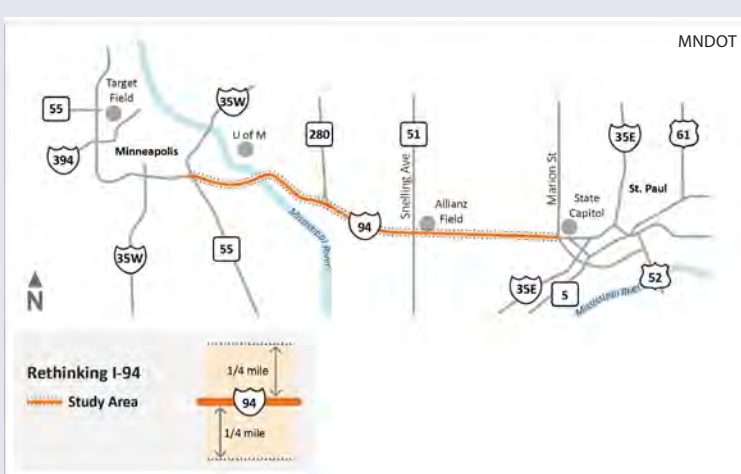 MNDOT
Target
Field
55
394
Minneapolis
35W
U of M
280
51
Snelling Ave
Marion St
35E
61
St. Paul
State
Capitol
Allianz
Field
94
Mississippi River
35W
55
35E
5
52
Mississippi River
N
Rethinking I-94
Study Area
1/4 mile
94
1/4 mile